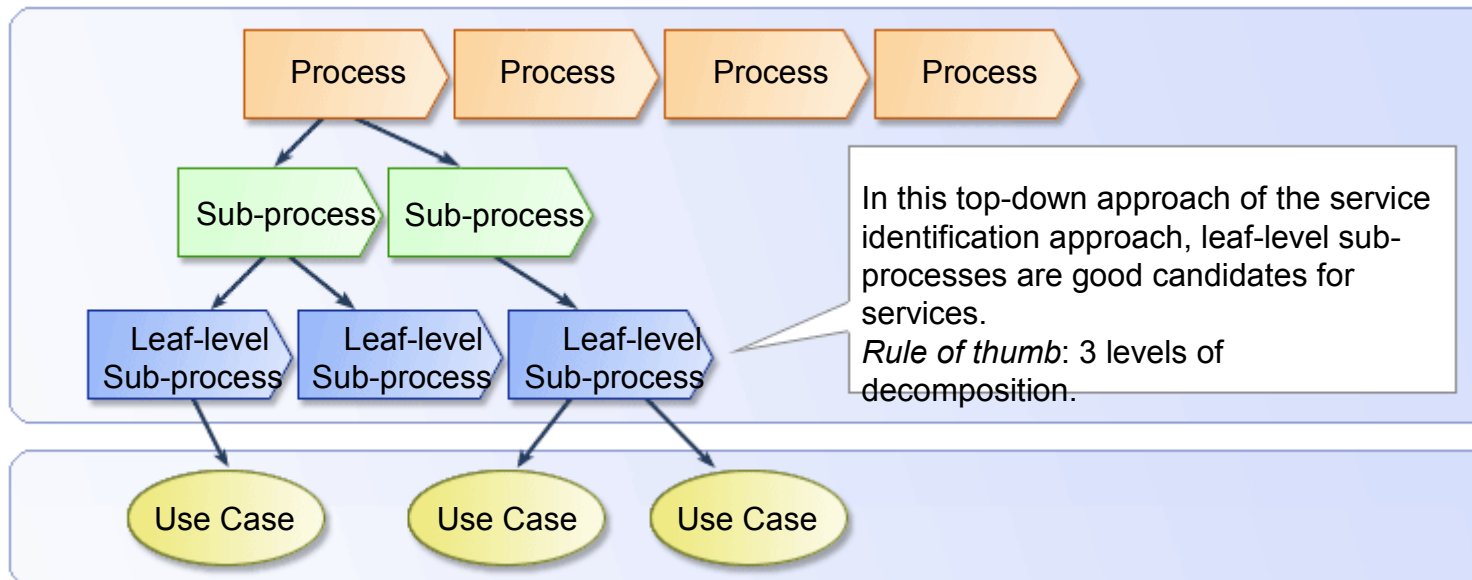 Process
Process
Process
Process
Sub-process
Sub-process
In this top-down approach of the service
identification approach, leaf-level sub-
processes are good candidates for
services.
Rule of thumb: 3 levels of
decomposition.
Leaf-level
Sub-process
Leaf-level
Sub-process
Leaf-level
Sub-process
Use Case
Use Case
Use Case